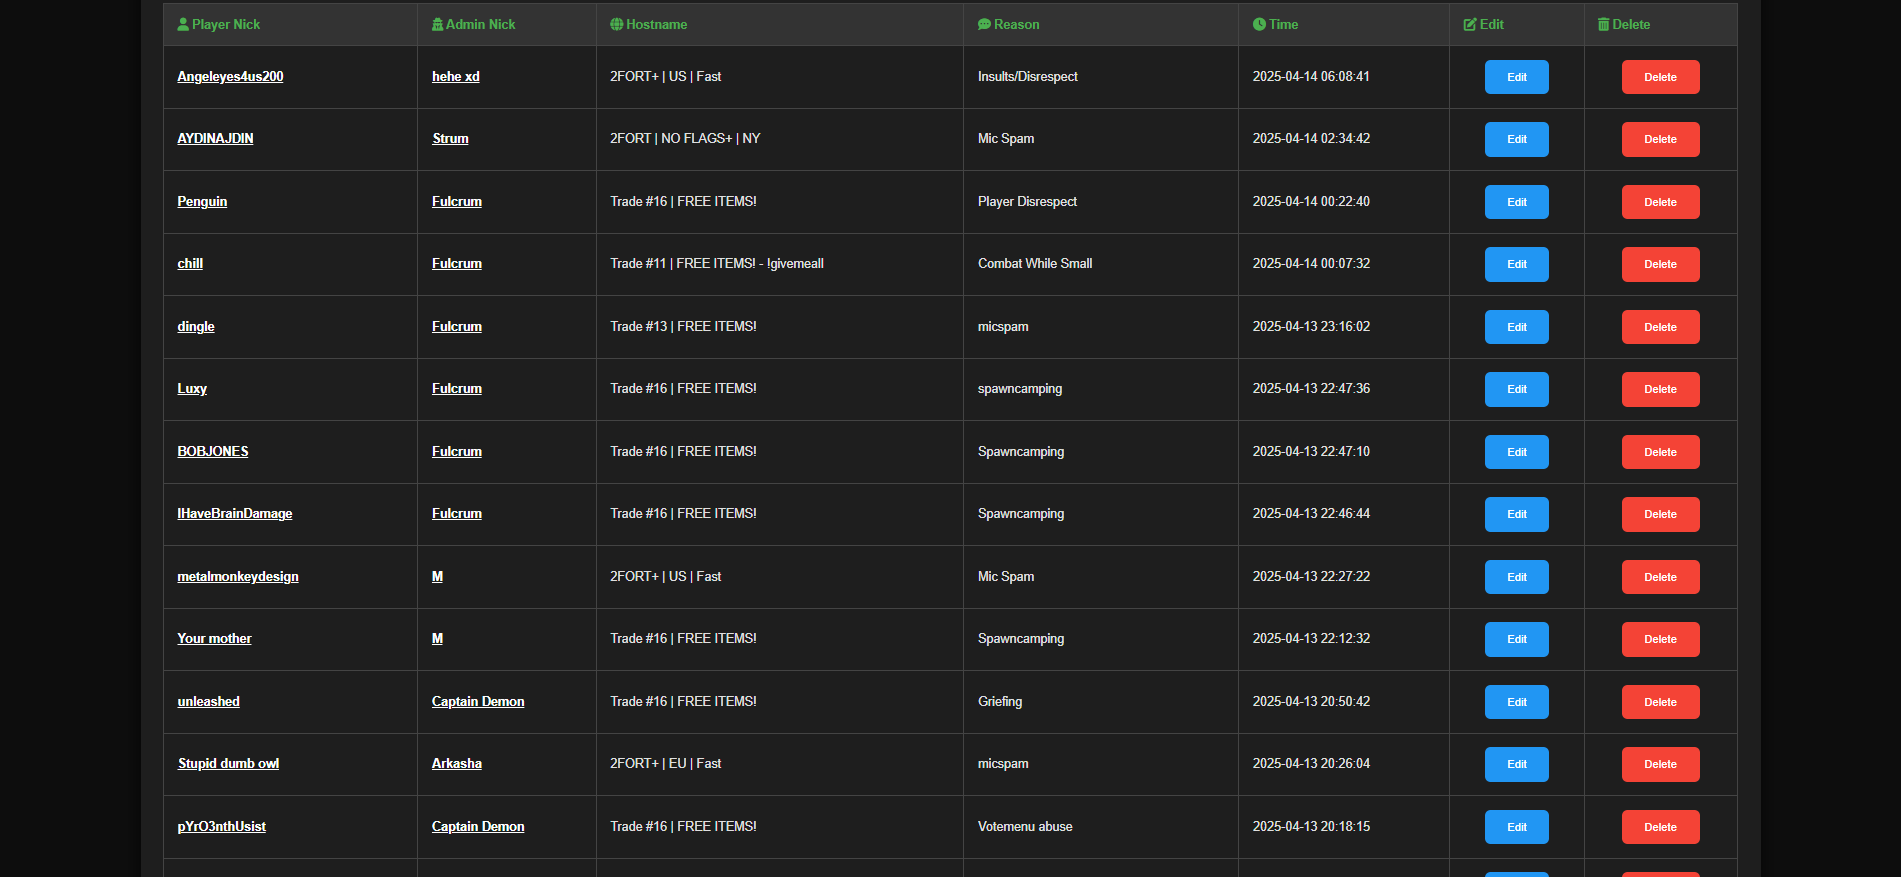 Player Nick Admin Nick Hostname Reason Time Edit Delete
Angeleyes4us200 hehe xd 2FORT+ | US | Fast Insults/Disrespect 2025-04-14 06:08:41 Edit Delete
AYDINAJDIN Strum 2FORT | NO FLAGS+ | NY Mic Spam 2025-04-14 02:34:42 Edit Delete
Penguin Fulcrum Trade #16 | FREE ITEMS! Player Disrespect 2025-04-14 00:22:40 Edit Delete
chill Fulcrum Trade #11 | FREE ITEMS! - !givemeall Combat While Small 2025-04-14 00:07:32 Edit Delete
dingle Fulcrum Trade #13 | FREE ITEMS! micspam 2025-04-13 23:16:02 Edit Delete
Luxy Fulcrum Trade #16 | FREE ITEMS! spawncamping 2025-04-13 22:47:36 Edit Delete
BOBJONES Fulcrum Trade #16 | FREE ITEMS! Spawncamping 2025-04-13 22:47:10 Edit Delete
IHaveBrainDamage Fulcrum Trade #16 | FREE ITEMS! Spawncamping 2025-04-13 22:46:44 Edit Delete
metalmonkeydesign M 2FORT+ | US | Fast Mic Spam 2025-04-13 22:27:22 Edit Delete
Your mother M Trade #16 | FREE ITEMS! Spawncamping 2025-04-13 22:12:32 Edit Delete
unleashed Captain Demon Trade #16 | FREE ITEMS! Griefing 2025-04-13 20:50:42 Edit Delete
Stupid dumb owl Arkasha 2FORT+ | EU | Fast micspam 2025-04-13 20:26:04 Edit Delete
pYrO3nthUsist Captain Demon Trade #16 | FREE ITEMS! Votemenu abuse 2025-04-13 20:18:15 Edit Delete